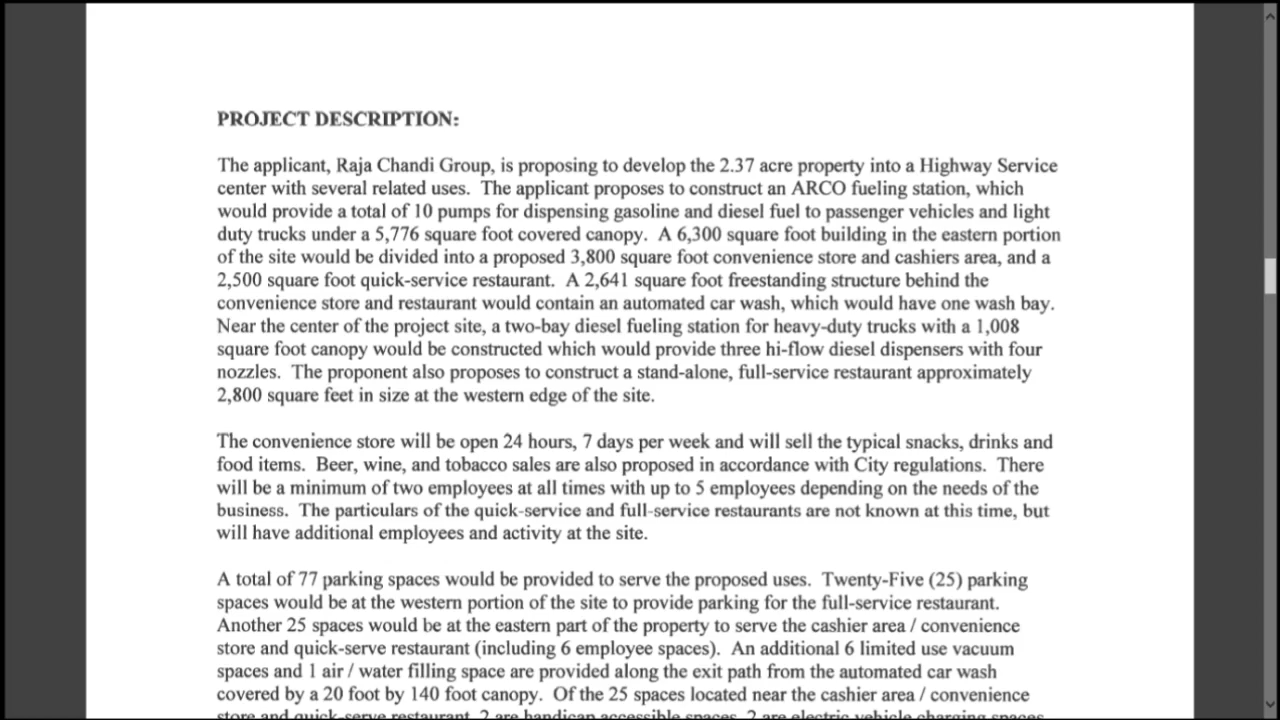 PROJECT DESCRIPTION:
The applicant, Raja Chandi Group, is proposing to develop the 2.37 acre property into a Highway Service
center with several related uses. The applicant proposes to construct an ARCO fueling station, which
would provide a total of 10 pumps for dispensing gasoline and diesel fuel to passenger vehicles and light
duty trucks under a 5,776 square foot covered canopy. A 6,300 square foot building in the eastern portion
of the site would be divided into a proposed 3,800 square foot convenience store and cashiers area, and a
2,500 square foot quick-service restaurant. A 2,641 square foot freestanding structure behind the
convenience store and restaurant would contain an automated car wash, which would have one wash bay.
Near the center of the project site, a two-bay diesel fueling station for heavy-duty trucks with a 1,008
square foot canopy would be constructed which would provide three hi-flow diesel dispensers with four
nozzles. The proponent also proposes to construct a stand-alone, full-service restaurant approximately
2,800 square feet in size at the western edge of the site.
The convenience store will be open 24 hours, 7 days per week and will sell the typical snacks, drinks and
food items. Beer, wine, and tobacco sales are also proposed in accordance with City regulations. There
will be a minimum of two employees at all times with up to 5 employees depending on the needs of the
business. The particulars of the quick-service and full-service restaurants are not known at this time, but
will have additional employees and activity at the site.
A total of 77 parking spaces would be provided to serve the proposed uses. Twenty-Five (25) parking
spaces would be at the western portion of the site to provide parking for the full-service restaurant.
Another 25 spaces would be at the eastern part of the property to serve the cashier area / convenience
store and quick-serve restaurant (including 6 employee spaces). An additional 6 limited use vacuum
spaces and 1 air / water filling space are provided along the exit path from the automated car wash
covered by a 20 foot by 140 foot canopy. Of the 25 spaces located near the cashier area / convenience
store and quick-serve restaurant, 2 are handicap accessible spaces, 2 are electric vehicle charging spaces